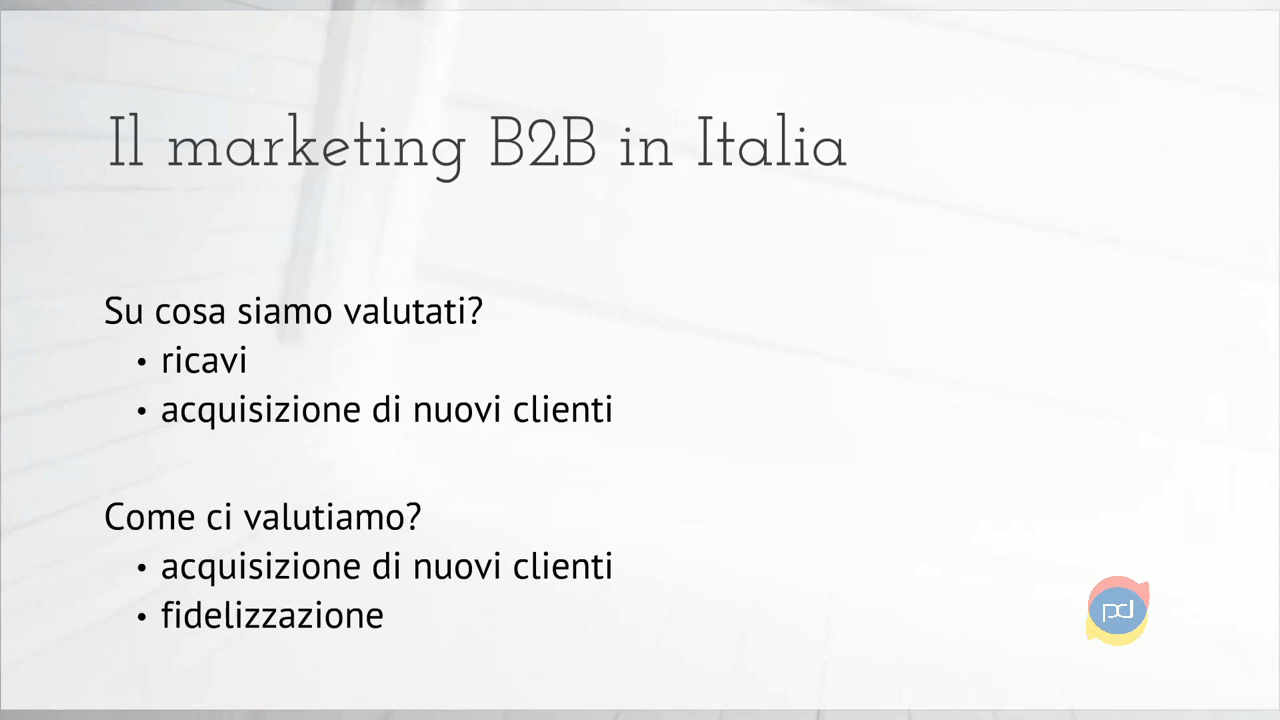 Il marketing B2B in Italia
Su cosa siamo valutati?
• ricavi
• acquisizione di nuovi clienti
Come ci valutiamo?
• acquisizione di nuovi clienti
• fidelizzazione
pd